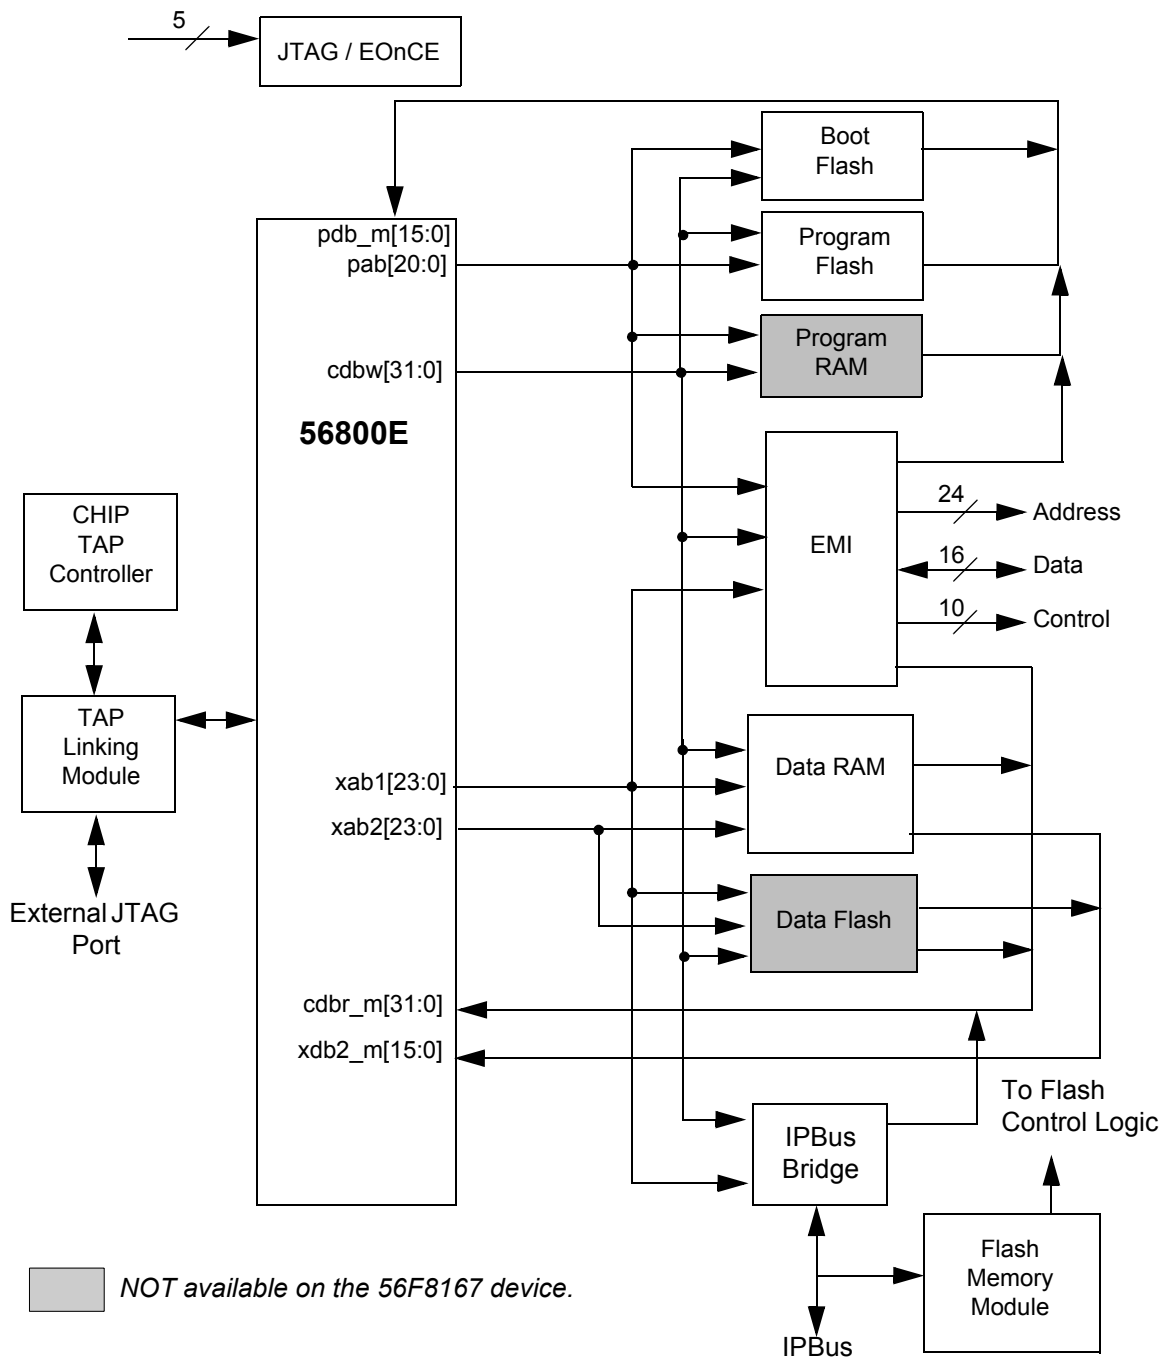 5
JTAG / EOnCE
Boot
Flash
pdb_m[15:0]
pab[20:0]
Program
Flash
Program
RAM
cdbw[31:0]
56800E
CHIP
TAP
Controller
EMI
24
Address
16
Data
10
Control
TAP
Linking
Module
xab1[23:0]
xab2[23:0]
Data RAM
External JTAG
Port
Data Flash
cdbr_m[31:0]
xdb2_m[15:0]
To Flash
Control Logic
IPBus
Bridge
Flash
Memory
Module
NOT available on the 56F8167 device.
IPBus